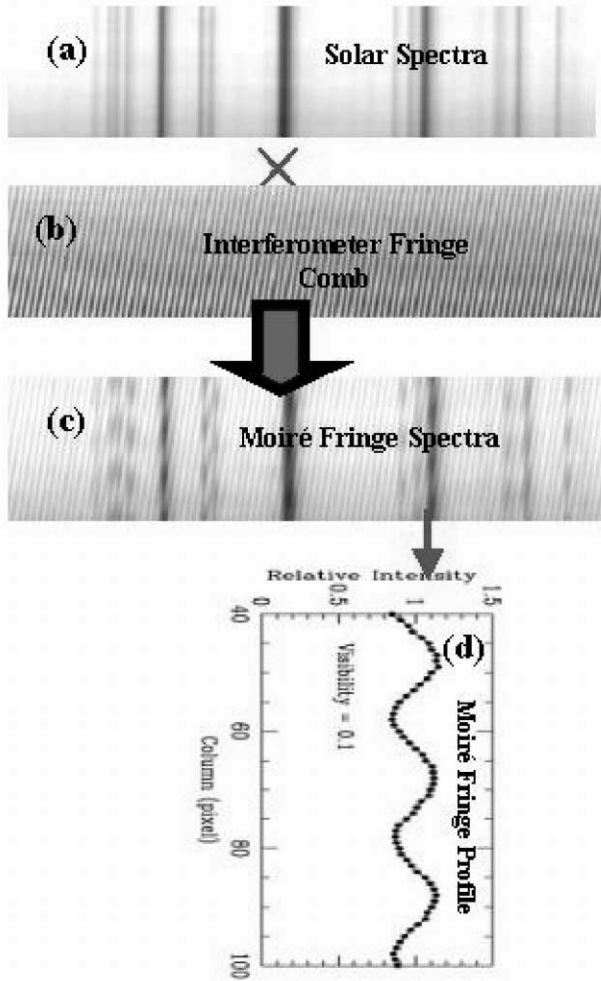 (a)
Solar Spectra
(b)
Interferometer Fringe
Comb
(c)
Moiré Fringe Spectra
Relative Intensity
0
0.5
1
1.5
40
60
80
100
(d)
Visibility = 0.1
Column (pixel)
Moiré Fringe Profile